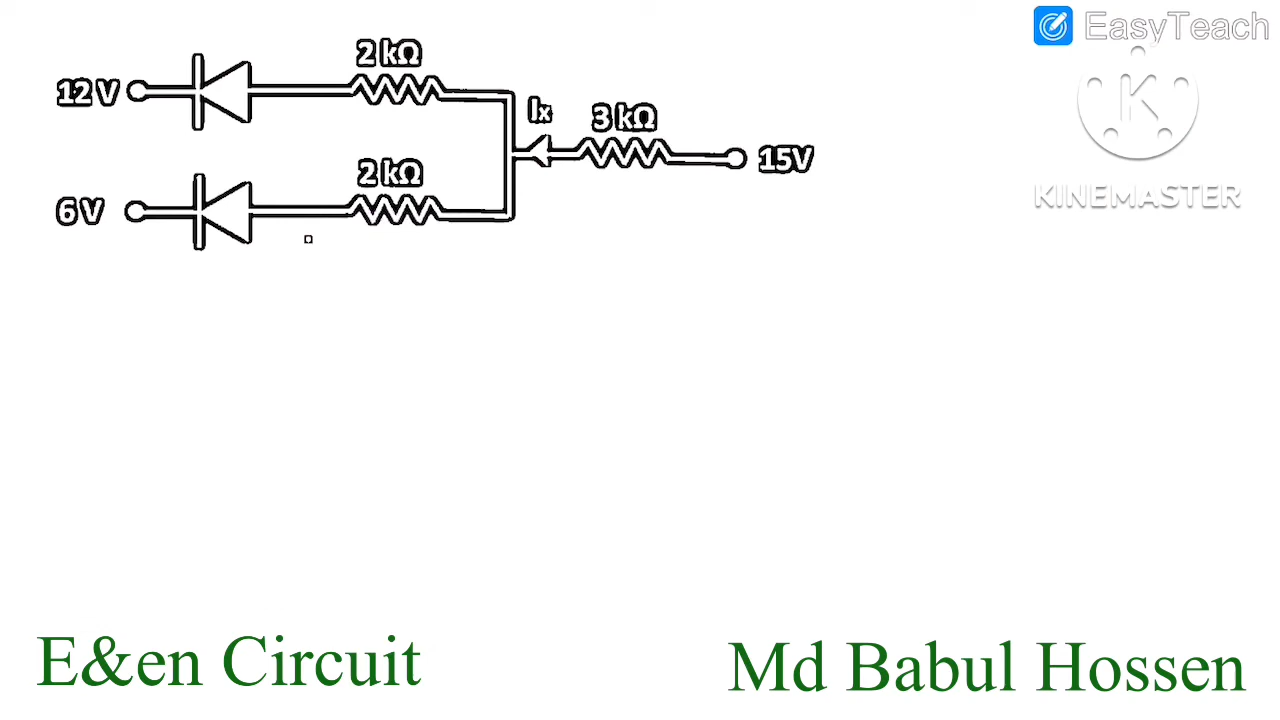 EasyTeach
2 kΩ
12 V
Ix
3 kΩ
15V
2 kΩ
6 V
KINEMASTER
E&en Circuit
Md Babul Hossen